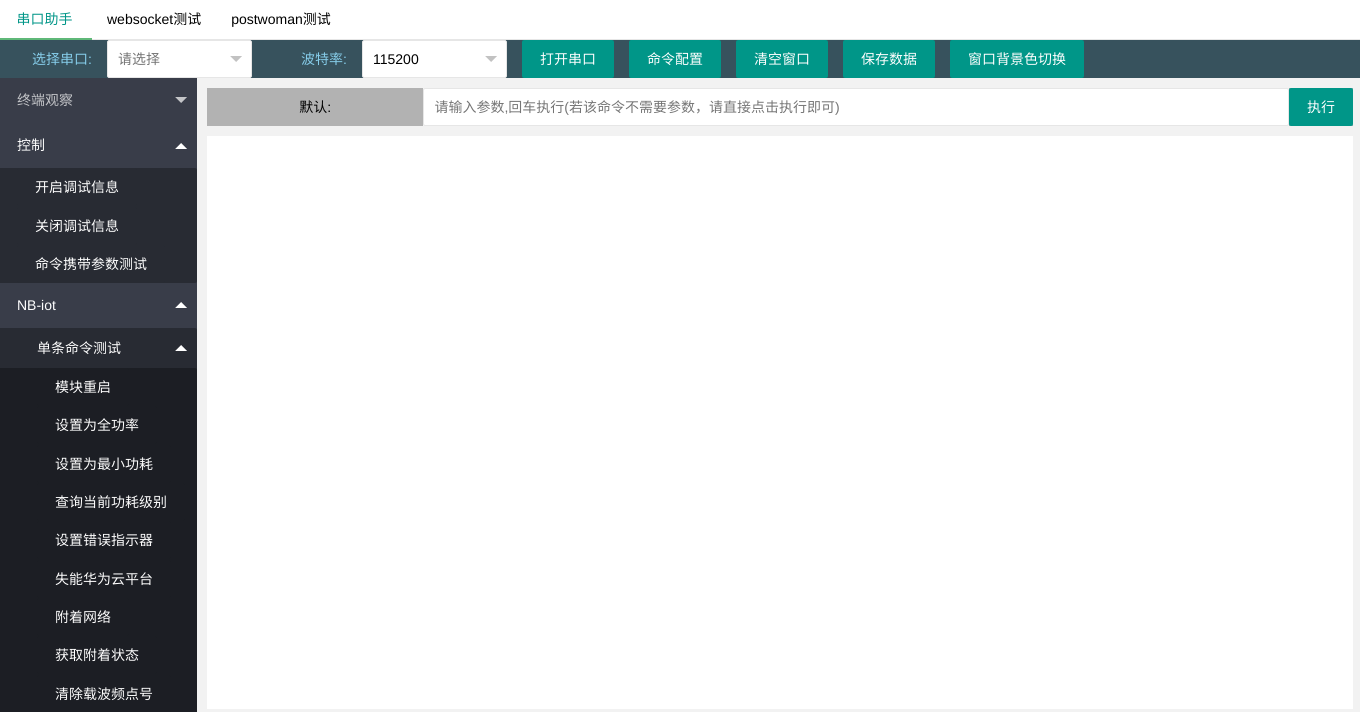 串口助手 websocket测试 postwoman测试
选择串口: 请选择 波特率: 115200 打开串口 命令配置 清空窗口 保存数据 窗口背景色切换
终端观察
默认: 请输入参数,回车执行(若该命令不需要参数，请直接点击执行即可) 执行
控制
开启调试信息
关闭调试信息
命令携带参数测试
NB-iot
单条命令测试
模块重启
设置为全功率
设置为最小功耗
查询当前功耗级别
设置错误指示器
失能华为云平台
附着网络
获取附着状态
清除载波频点号